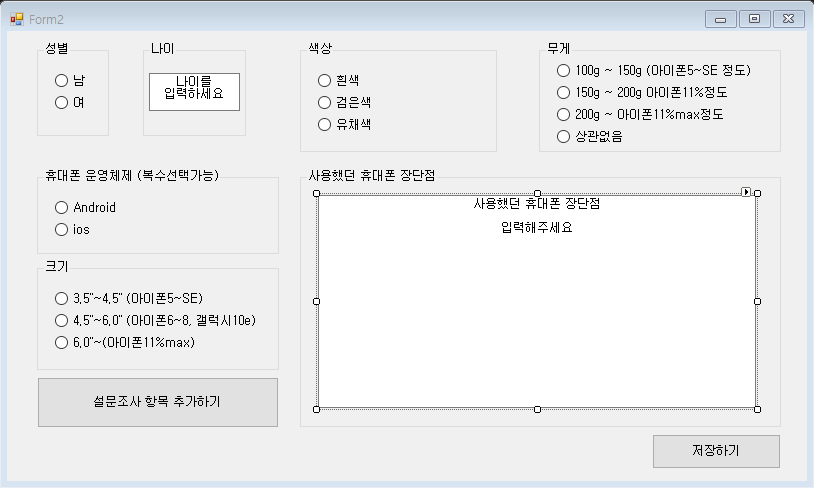 Form2
성별
남
여
나이
나이를
입력하세요
색상
흰색
검은색
유채색
무게
100g ~ 150g (아이폰5~SE 정도)
150g ~ 200g 아이폰11%정도
200g ~ 아이폰11%max정도
상관없음
휴대폰 운영체제 (복수선택가능)
Android
ios
크기
3.5"~4.5" (아이폰5~SE)
4.5"~6.0" (아이폰6~8, 갤럭시10e)
6.0"~(아이폰11%max)
설문조사 항목 추가하기
사용했던 휴대폰 장단점
사용했던 휴대폰 장단점
입력해주세요
저장하기